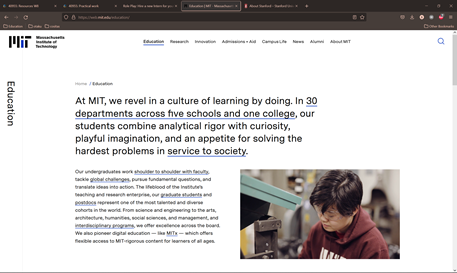 Education | MIT - Massachuset
About Stanford - Stanford U
https://web.mit.edu/education/
Education
Other Bookmarks
Massachusetts
Institute of
Technology
Education Research Innovation Admissions + Aid Campus Life News Alumni About MIT
Education
Home / Education
At MIT, we revel in a culture of learning by doing. In 30
departments across five schools and one college, our
students combine analytical rigor with curiosity,
playful imagination, and an appetite for solving the
hardest problems in service to society.
Our undergraduates work shoulder to shoulder with faculty,
tackle global challenges, pursue fundamental questions, and
translate ideas into action. The lifeblood of the Institute's
teaching and research enterprise, our graduate students and
postdocs represent one of the most talented and diverse
cohorts in the world. From science and engineering to the arts,
architecture, humanities, social sciences, and management, and
interdisciplinary programs, we offer excellence across the board.
We also pioneer digital education — like MITx — which offers
flexible access to MIT-rigorous content for learners of all ages.